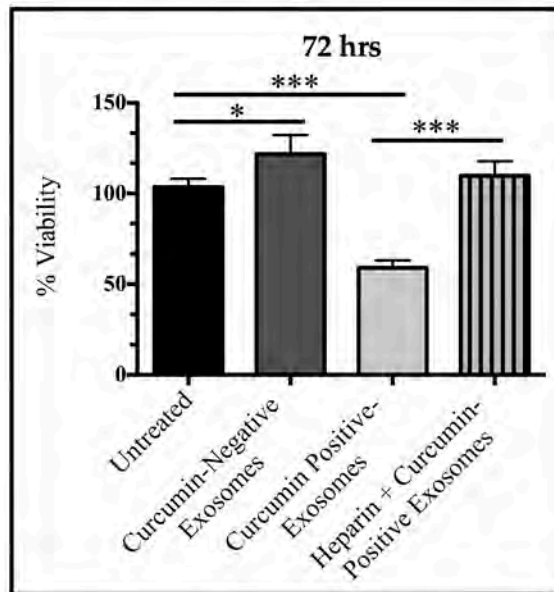 72 hrs
***
*
***
150
100
50
0
% Viability
Untreated
Curcumin-Negative
Exosomes
Curcumin Positive-
Exosomes
Heparin + Curcumin-
Positive Exosomes